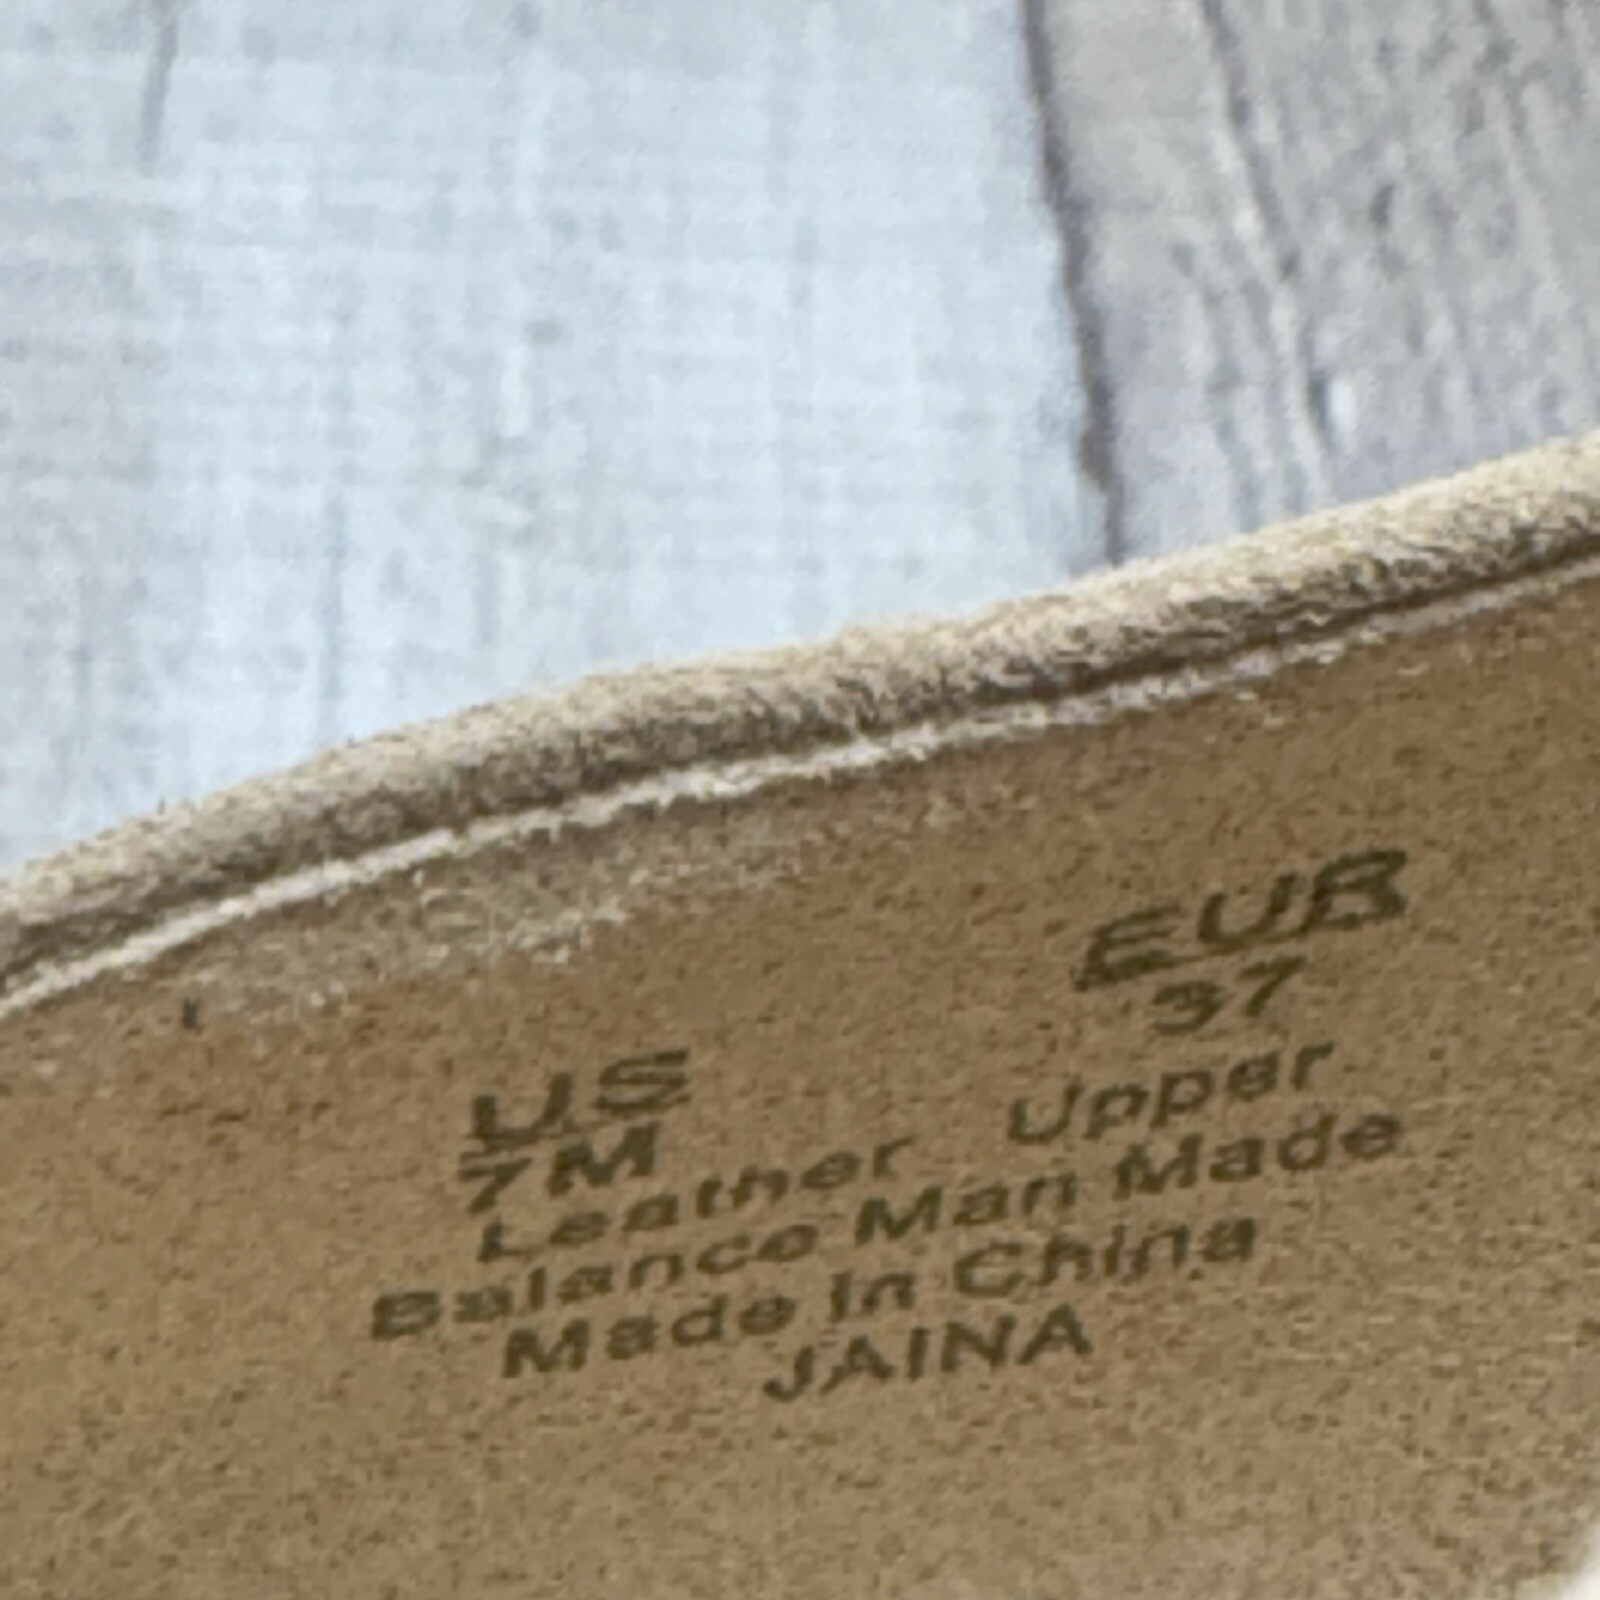 US EUR
7M 37
Leather Upper
Balance Man Made
Made In China
JAINA